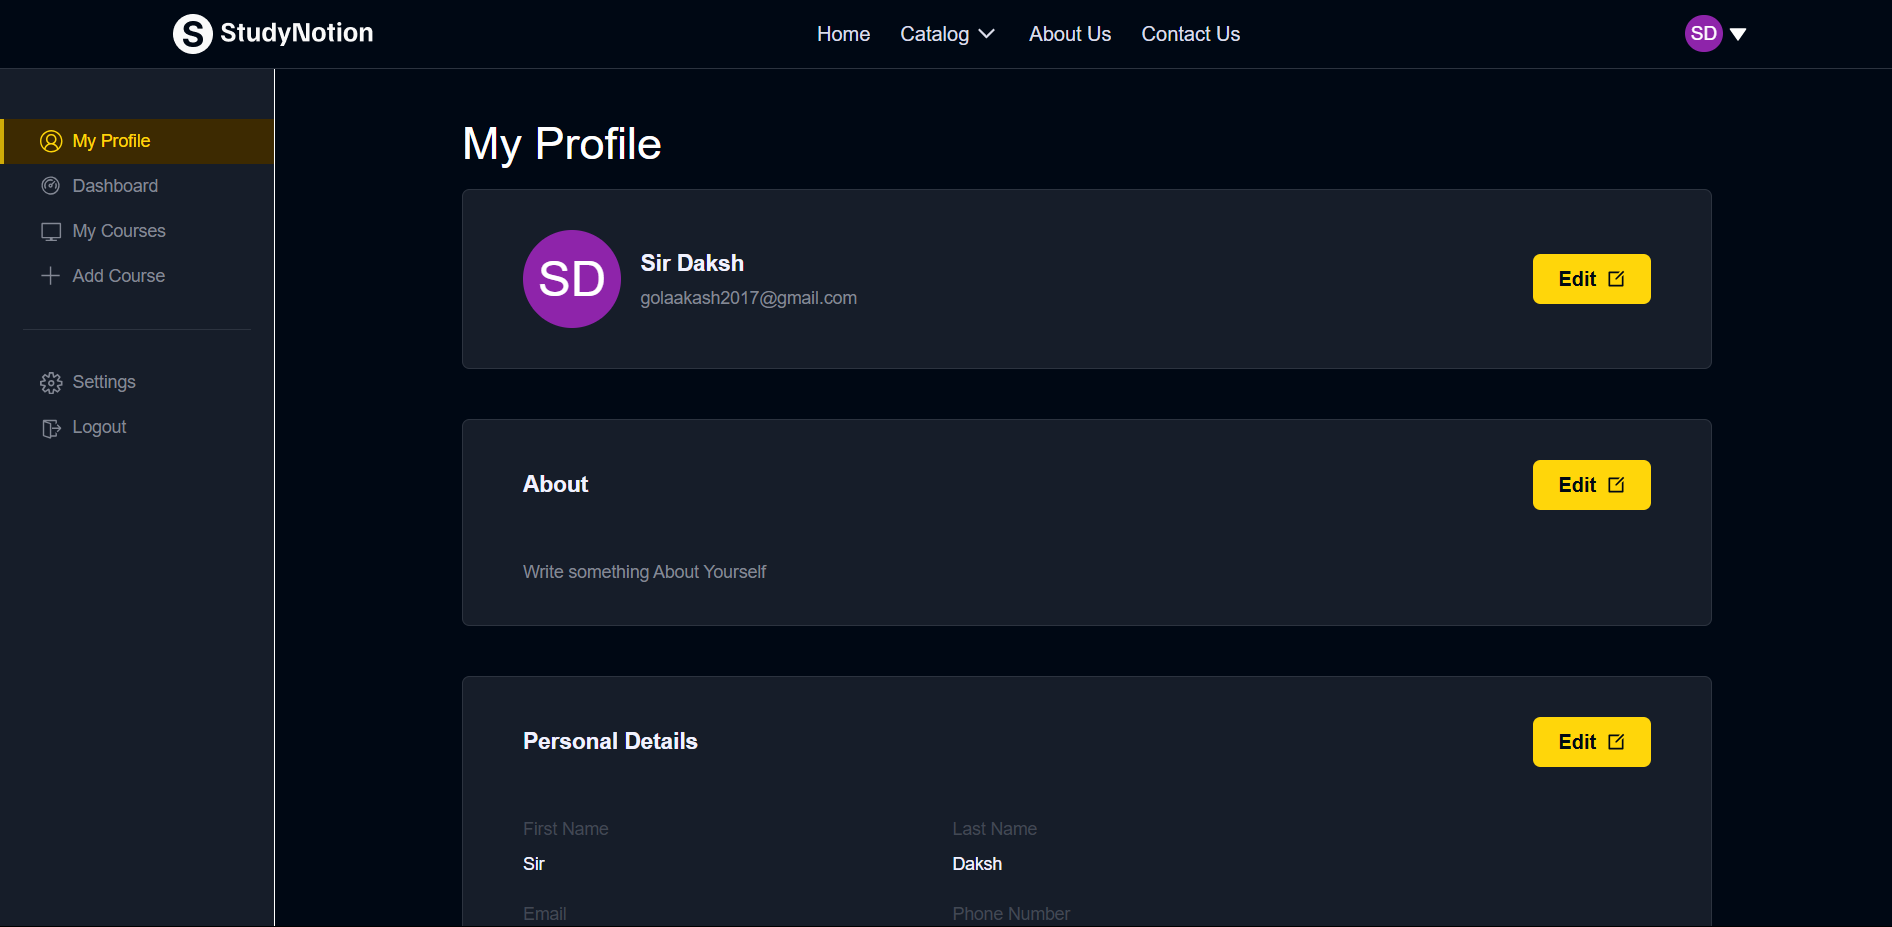 S StudyNotion
Home Catalog About Us Contact Us
SD
My Profile
Dashboard
My Courses
Add Course
Settings
Logout
My Profile
SD
Sir Daksh
golaakash2017@gmail.com
Edit
About
Edit
Write something About Yourself
Personal Details
Edit
First Name Last Name
Sir Daksh
Email Phone Number